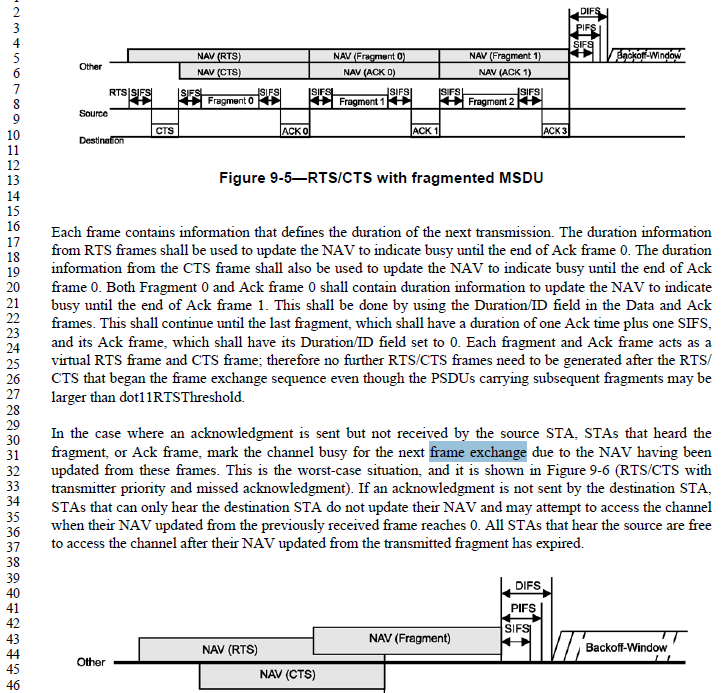 2
3
4
5
6
7
8
9
10
11
12
13
14
15
16
17
18
19
20
21
22
23
24
25
26
27
28
29
30
31
32
33
34
35
36
37
38
39
40
41
42
43
44
45
46
DIFS
PIFS
SIFS
Backoff-Window
NAV (RTS) NAV (Fragment 0) NAV (Fragment 1)
Other
NAV (CTS) NAV (ACK 0) NAV (ACK 1)
RTS SIFS SIFS Fragment 0 SIFS SIFS Fragment 1 SIFS SIFS Fragment 2 SIFS
Source
CTS ACK 0 ACK 1 ACK 3
Destination
Figure 9-5—RTS/CTS with fragmented MSDU
Each frame contains information that defines the duration of the next transmission. The duration information
from RTS frames shall be used to update the NAV to indicate busy until the end of Ack frame 0. The duration
information from the CTS frame shall also be used to update the NAV to indicate busy until the end of Ack
frame 0. Both Fragment 0 and Ack frame 0 shall contain duration information to update the NAV to indicate
busy until the end of Ack frame 1. This shall be done by using the Duration/ID field in the Data and Ack
frames. This shall continue until the last fragment, which shall have a duration of one Ack time plus one SIFS,
and its Ack frame, which shall have its Duration/ID field set to 0. Each fragment and Ack frame acts as a
virtual RTS frame and CTS frame; therefore no further RTS/CTS frames need to be generated after the RTS/
CTS that began the frame exchange sequence even though the PSDUs carrying subsequent fragments may be
larger than dot11RTSThreshold.
In the case where an acknowledgment is sent but not received by the source STA, STAs that heard the
fragment, or Ack frame, mark the channel busy for the next frame exchange due to the NAV having been
updated from these frames. This is the worst-case situation, and it is shown in Figure 9-6 (RTS/CTS with
transmitter priority and missed acknowledgment). If an acknowledgment is not sent by the destination STA,
STAs that can only hear the destination STA do not update their NAV and may attempt to access the channel
when their NAV updated from the previously received frame reaches 0. All STAs that hear the source are free
to access the channel after their NAV updated from the transmitted fragment has expired.
DIFS
PIFS
SIFS
NAV (Fragment)
Backoff-Window
NAV (RTS)
Other
NAV (CTS)